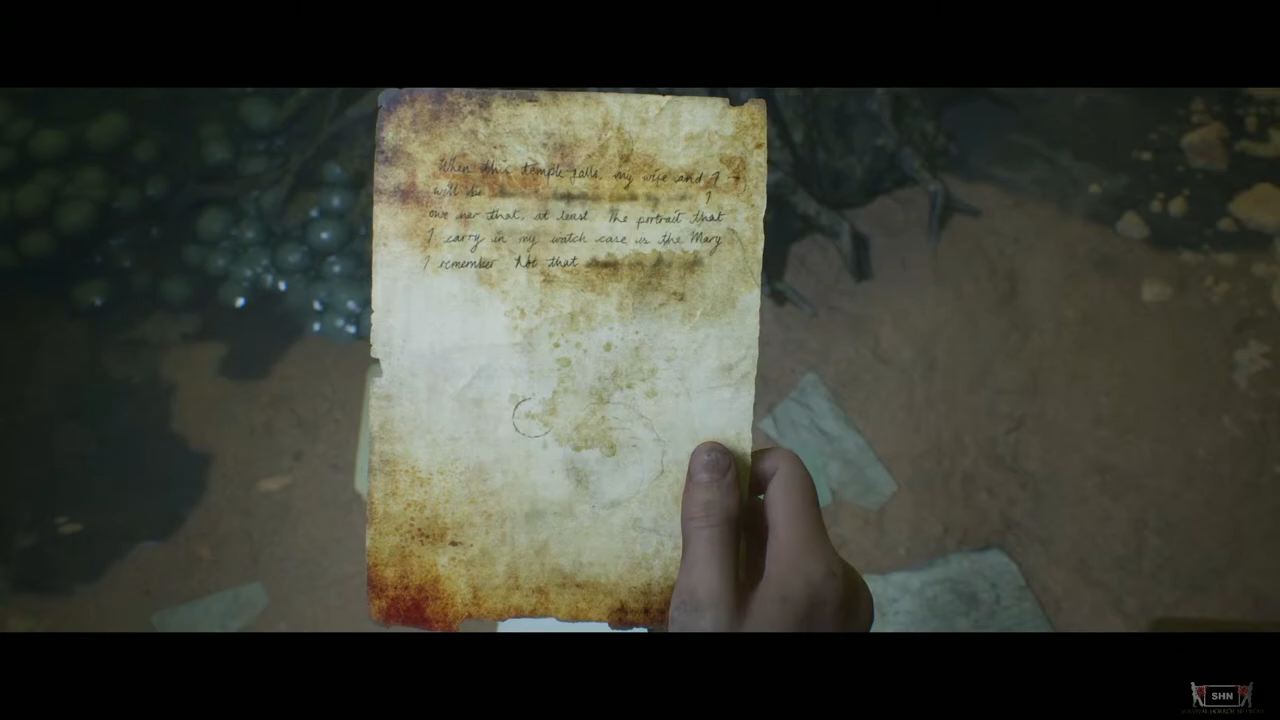 When this temple falls, my wife and I
will be
I
owe her that, at least. The portrait that
I carry in my watch case is the Mary
I remember. Not that
SHN